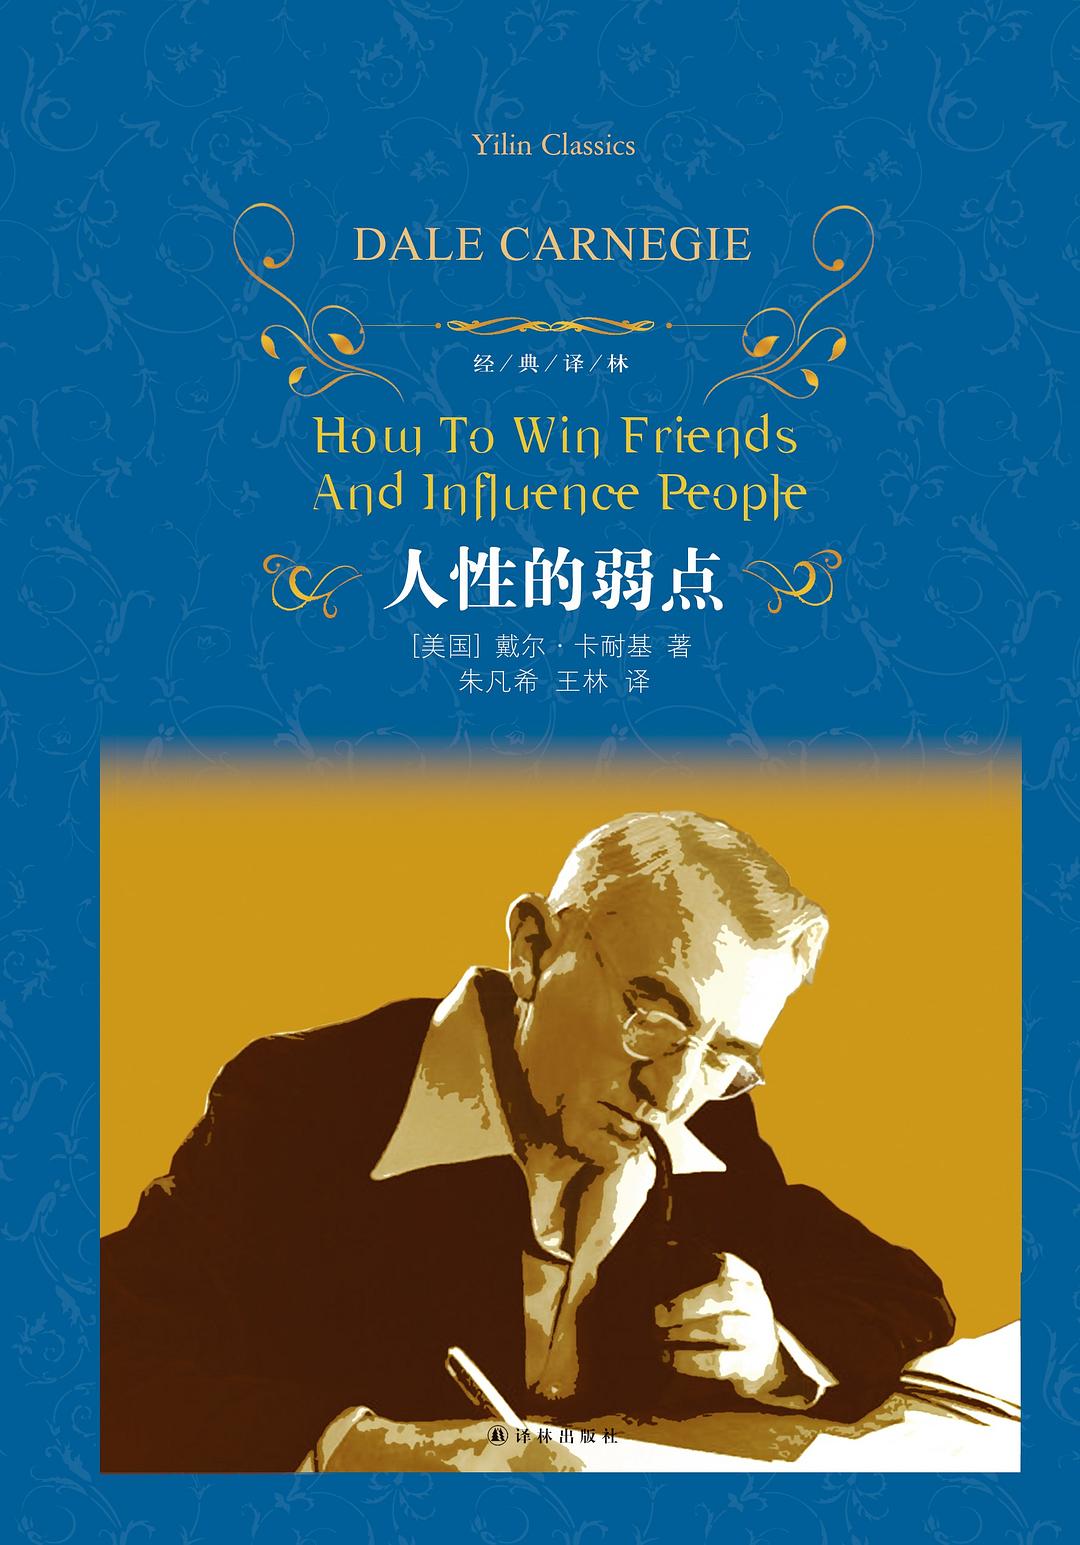 Yilin Classics
DALE CARNEGIE
经/典/译/林
How To Win Friends
And Influence People
人性的弱点
[美国] 戴尔·卡耐基 著
朱凡希 王林 译
译林出版社